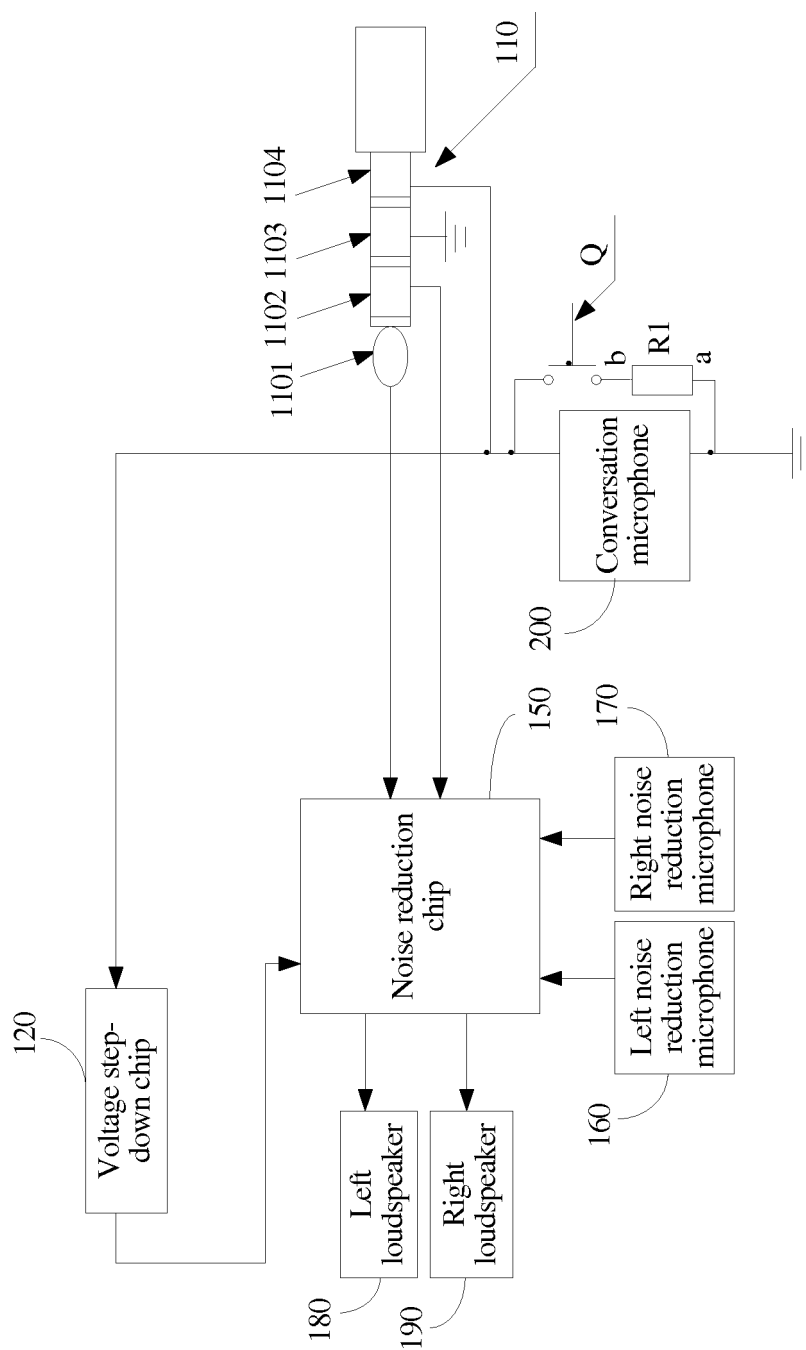 120
Voltage step-
down chip
1101
1102
1103
1104
110
180
Left
loudspeaker
190
Right
loudspeaker
Noise reduction
chip
150
160
Left noise
reduction
microphone
170
Right noise
reduction
microphone
200
Conversation
microphone
b
R1
a
Q